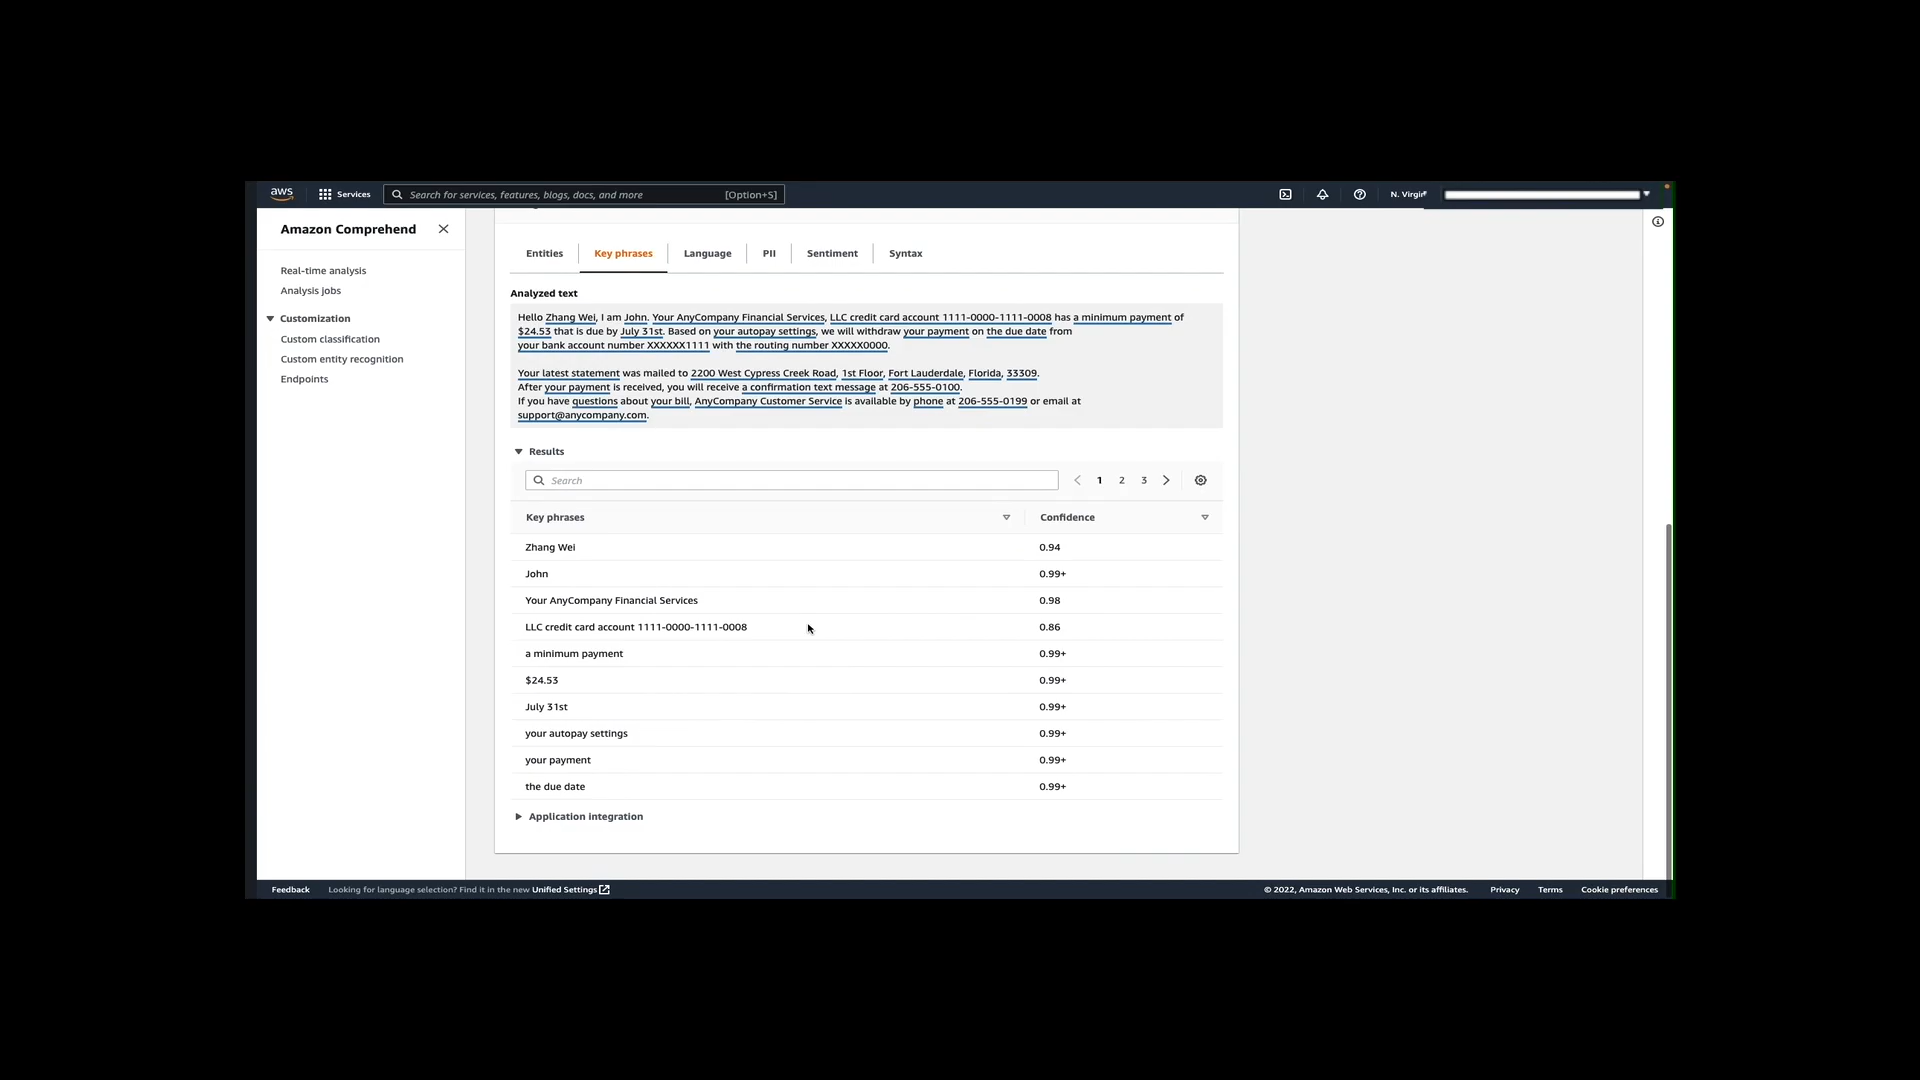 aws
Services
Search for services, features, blogs, docs, and more
[Option+S]
Amazon Comprehend
Real-time analysis
Analysis jobs
Customization
Custom classification
Custom entity recognition
Endpoints
Entities
Key phrases
Language
PII
Sentiment
Syntax
Analyzed text
Hello Zhang Wei, I am John. Your AnyCompany Financial Services, LLC credit card account 1111-0000-1111-0008 has a minimum payment of
$24.53 that is due by July 31st. Based on your autopay settings, we will withdraw your payment on the due date from
your bank account number XXXXXX1111 with the routing number XXXXX0000.
Your latest statement was mailed to 2200 West Cypress Creek Road, 1st Floor, Fort Lauderdale, Florida, 33309.
After your payment is received, you will receive a confirmation text message at 206-555-0100.
If you have questions about your bill, AnyCompany Customer Service is available by phone at 206-555-0199 or email at
support@anycompany.com.
Results
Search
1 2 3
Key phrases Confidence
Zhang Wei 0.94
John 0.99+
Your AnyCompany Financial Services 0.98
LLC credit card account 1111-0000-1111-0008 0.86
a minimum payment 0.99+
$24.53 0.99+
July 31st 0.99+
your autopay settings 0.99+
your payment 0.99+
the due date 0.99+
Application integration
Feedback
Looking for language selection? Find it in the new Unified Settings
© 2022, Amazon Web Services, Inc. or its affiliates.
Privacy
Terms
Cookie preferences